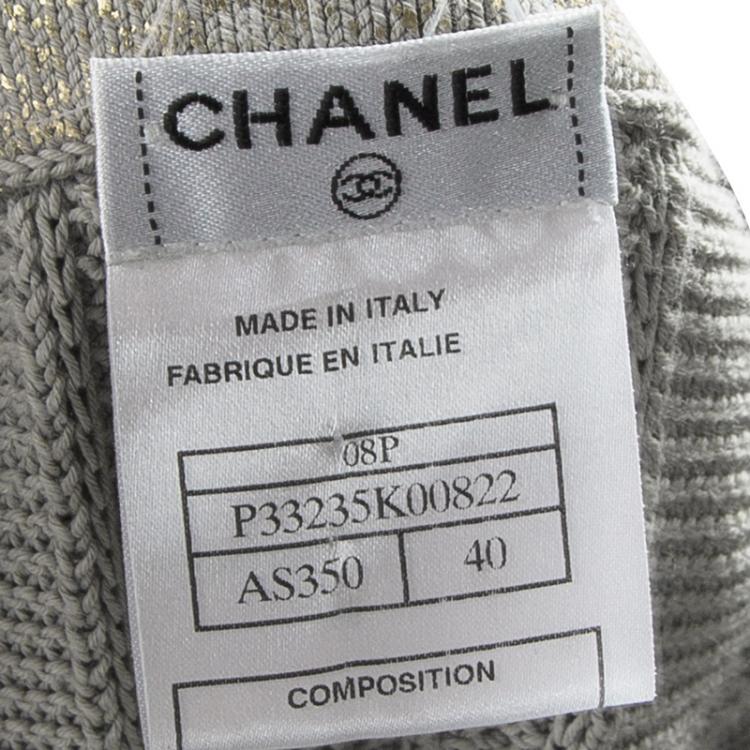 CHANEL
MADE IN ITALY
FABRIQUE EN ITALIE
08P
P33235K00822
AS350 40
COMPOSITION